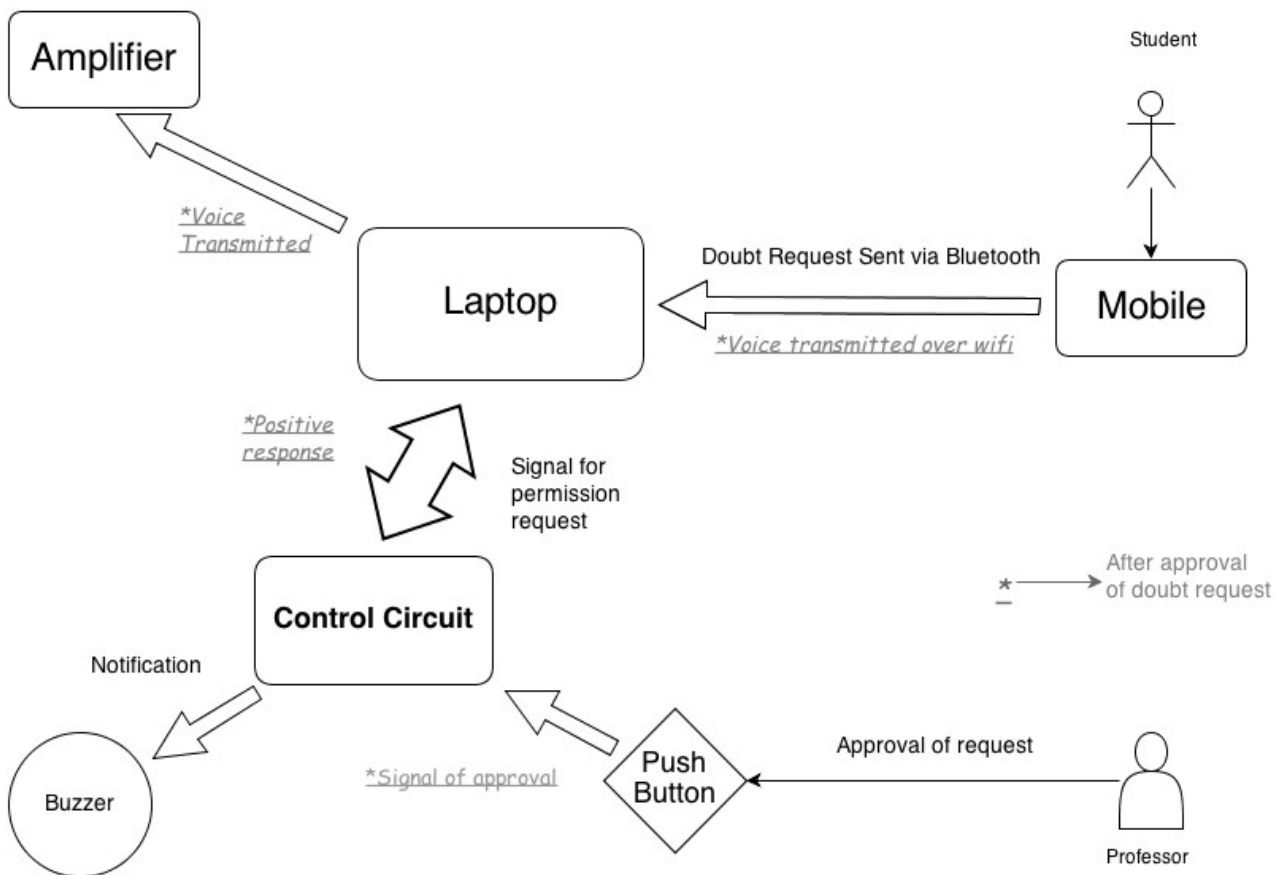 Amplifier
Student
*Voice
Transmitted
Doubt Request Sent via Bluetooth
Laptop
Mobile
*Voice transmitted over wifi
*Positive
response
Signal for
permission
request
* After approval
of doubt request
Control Circuit
Notification
Push
Button
Approval of request
*Signal of approval
Buzzer
Professor